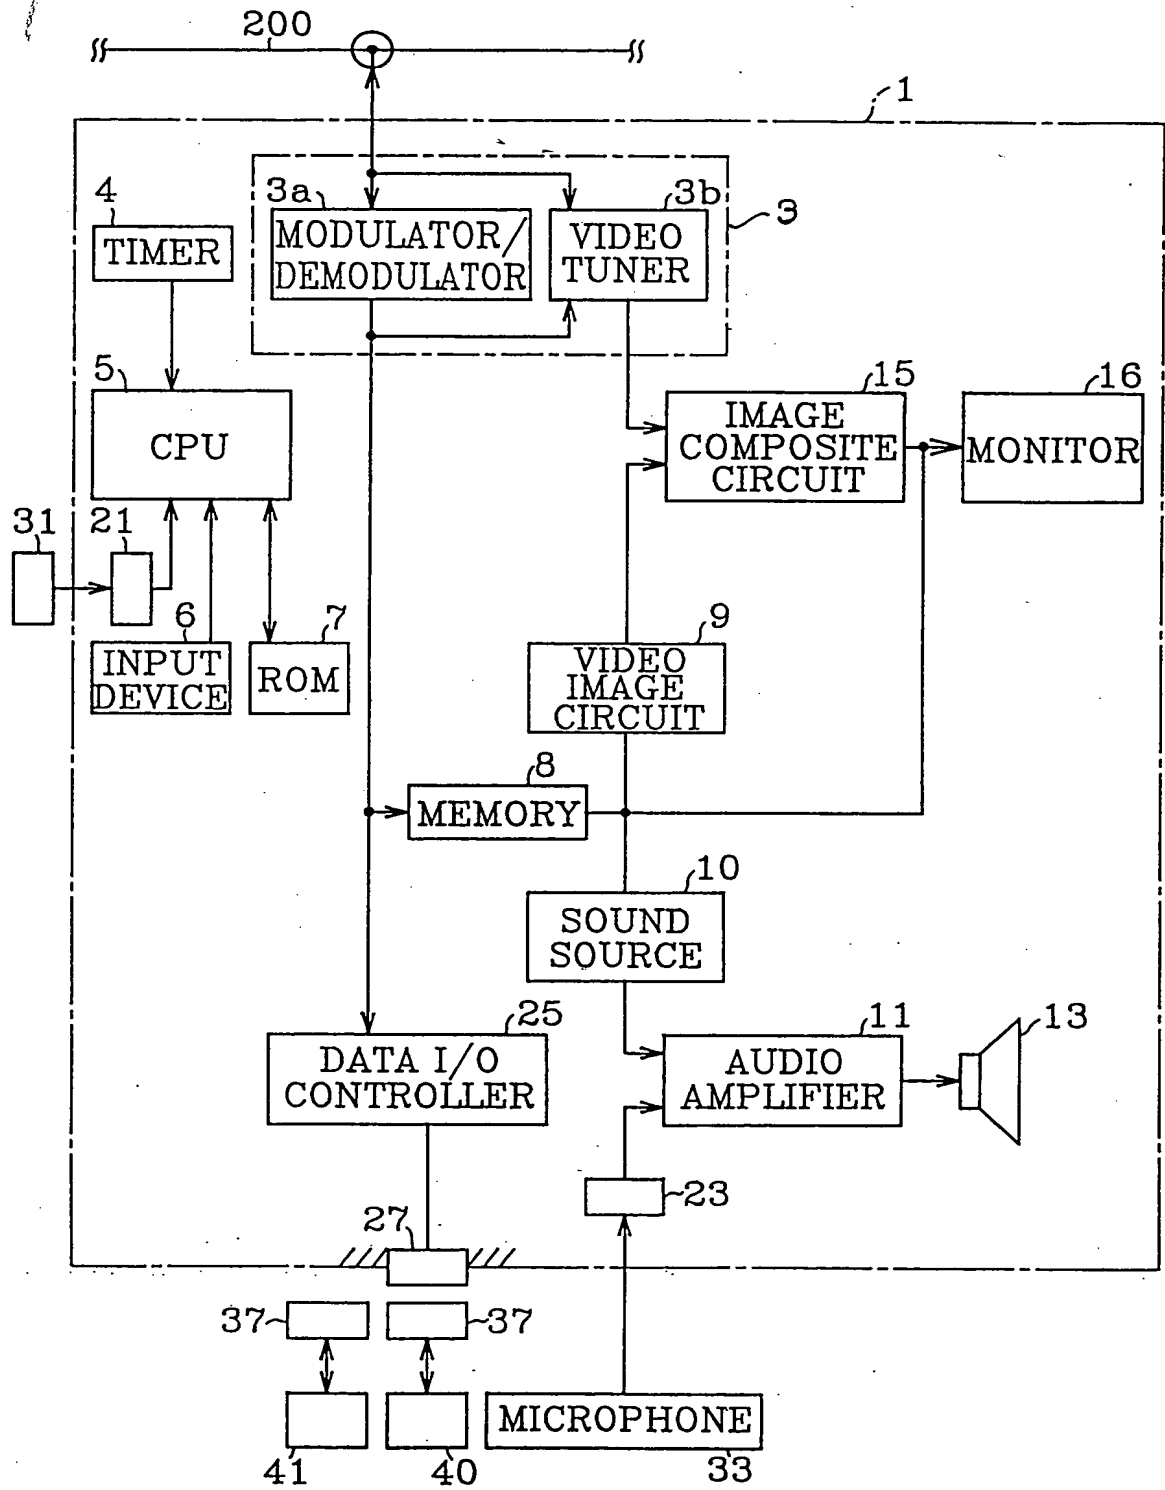 200
1
3a
3b
3
4
MODULATOR/
DEMODULATOR
VIDEO
TUNER
TIMER
5
CPU
15
IMAGE
COMPOSITE
CIRCUIT
16
MONITOR
31
21
6
INPUT
DEVICE
7
ROM
9
VIDEO
IMAGE
CIRCUIT
8
MEMORY
10
SOUND
SOURCE
25
DATA I/O
CONTROLLER
11
AUDIO
AMPLIFIER
13
23
27
37
37
MICROPHONE
41
40
33